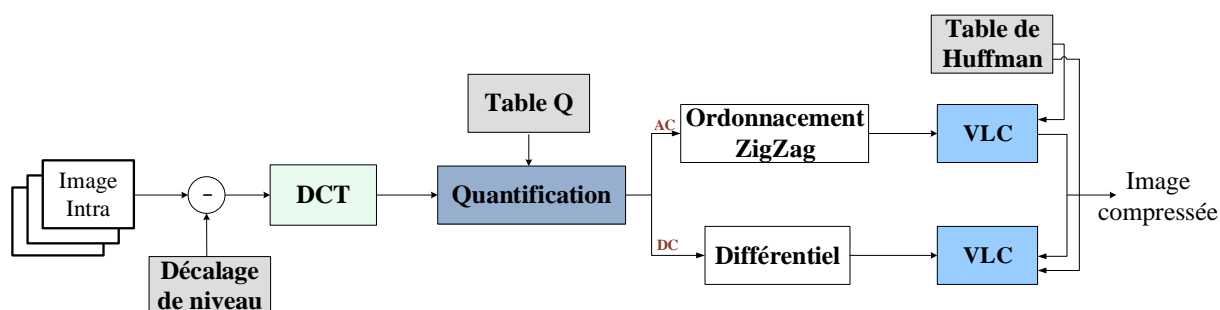 Table de
Huffman
Table Q
AC
Ordonnacement
ZigZag
VLC
Image
Intra
-
DCT
Quantification
Image
compressée
DC
Différentiel
VLC
Décalage
de niveau